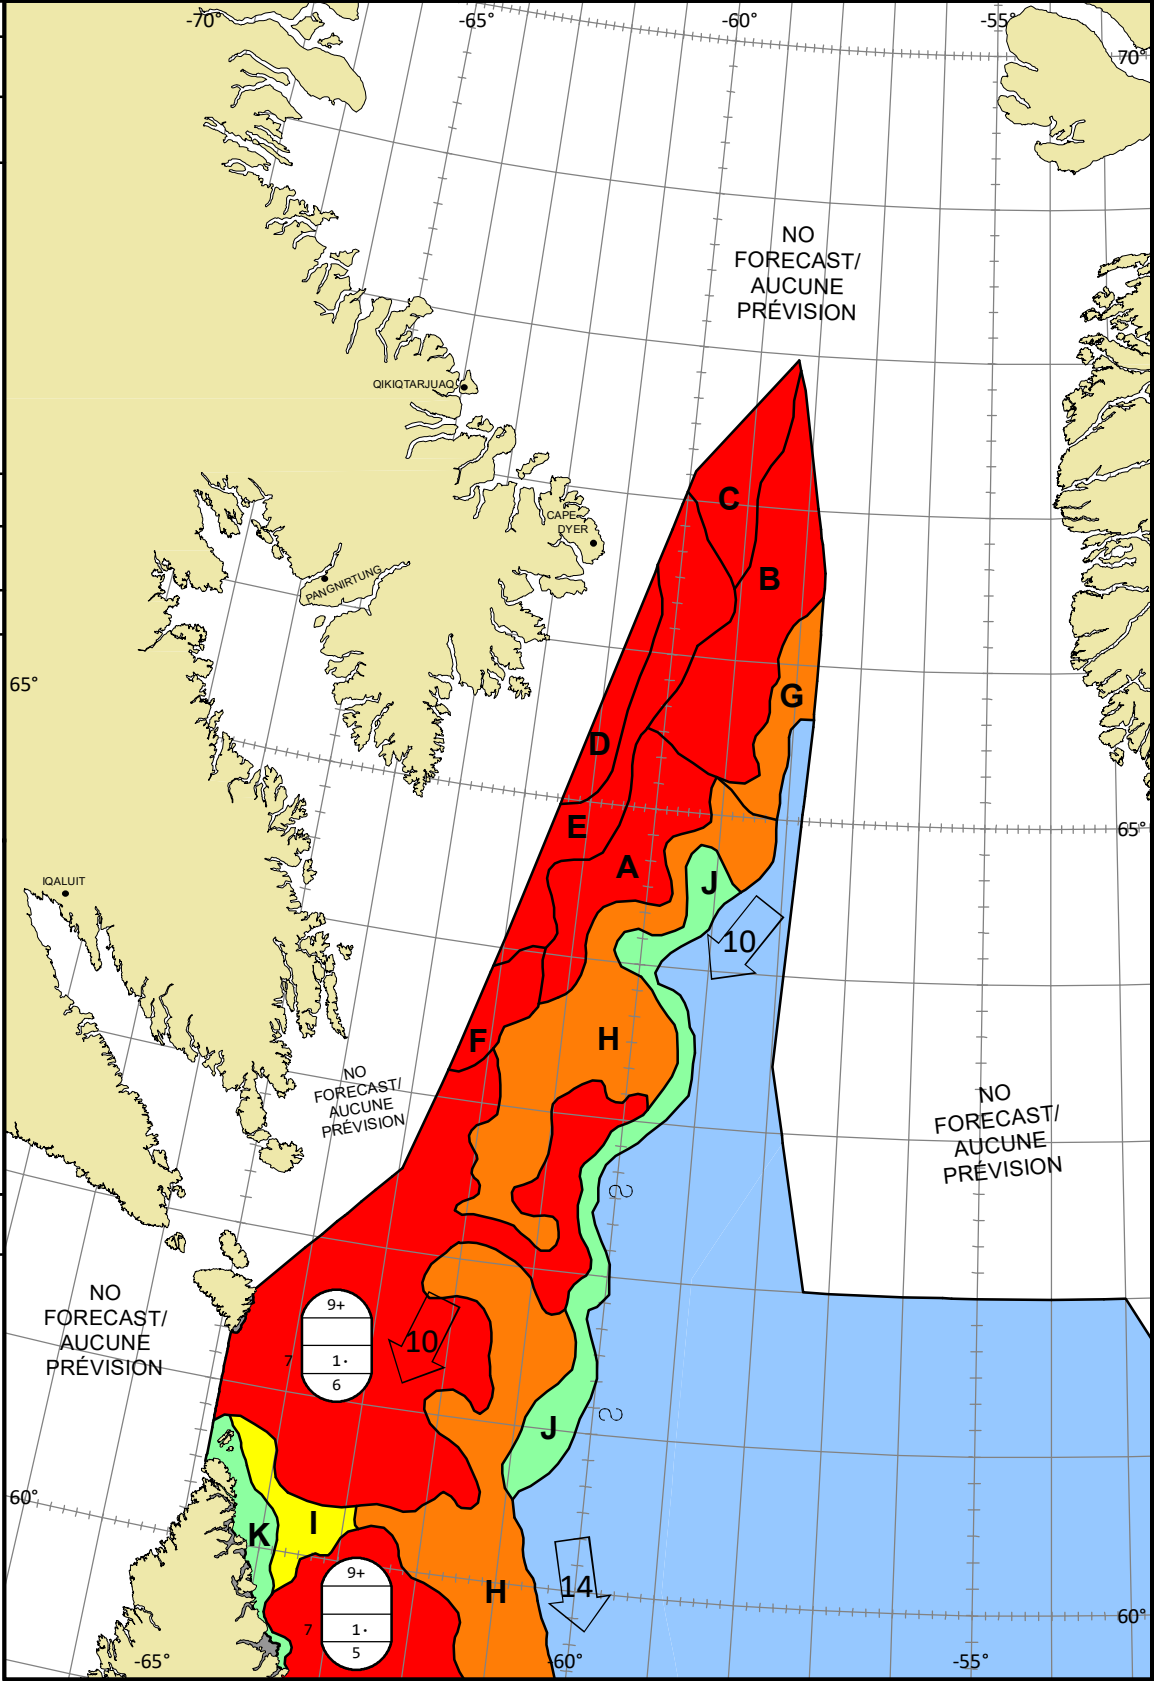 -70°
-65°
-60°
-55°
70°
NO
FORECAST/
AUCUNE
PRÉVISION
QIKIQTARJUAQ
C
CAPE
DYER
PANGNIRTUNG
B
65°
G
D
E
65°
A
IQALUIT
J
10
F
H
NO
FORECAST/
AUCUNE
PRÉVISION
NO
FORECAST/
AUCUNE
PRÉVISION
NO
FORECAST/
AUCUNE
PRÉVISION
9+
7
1·
6
10
J
60°
K
I
9+
7
1·
5
H
14
60°
-65°
-60°
-55°